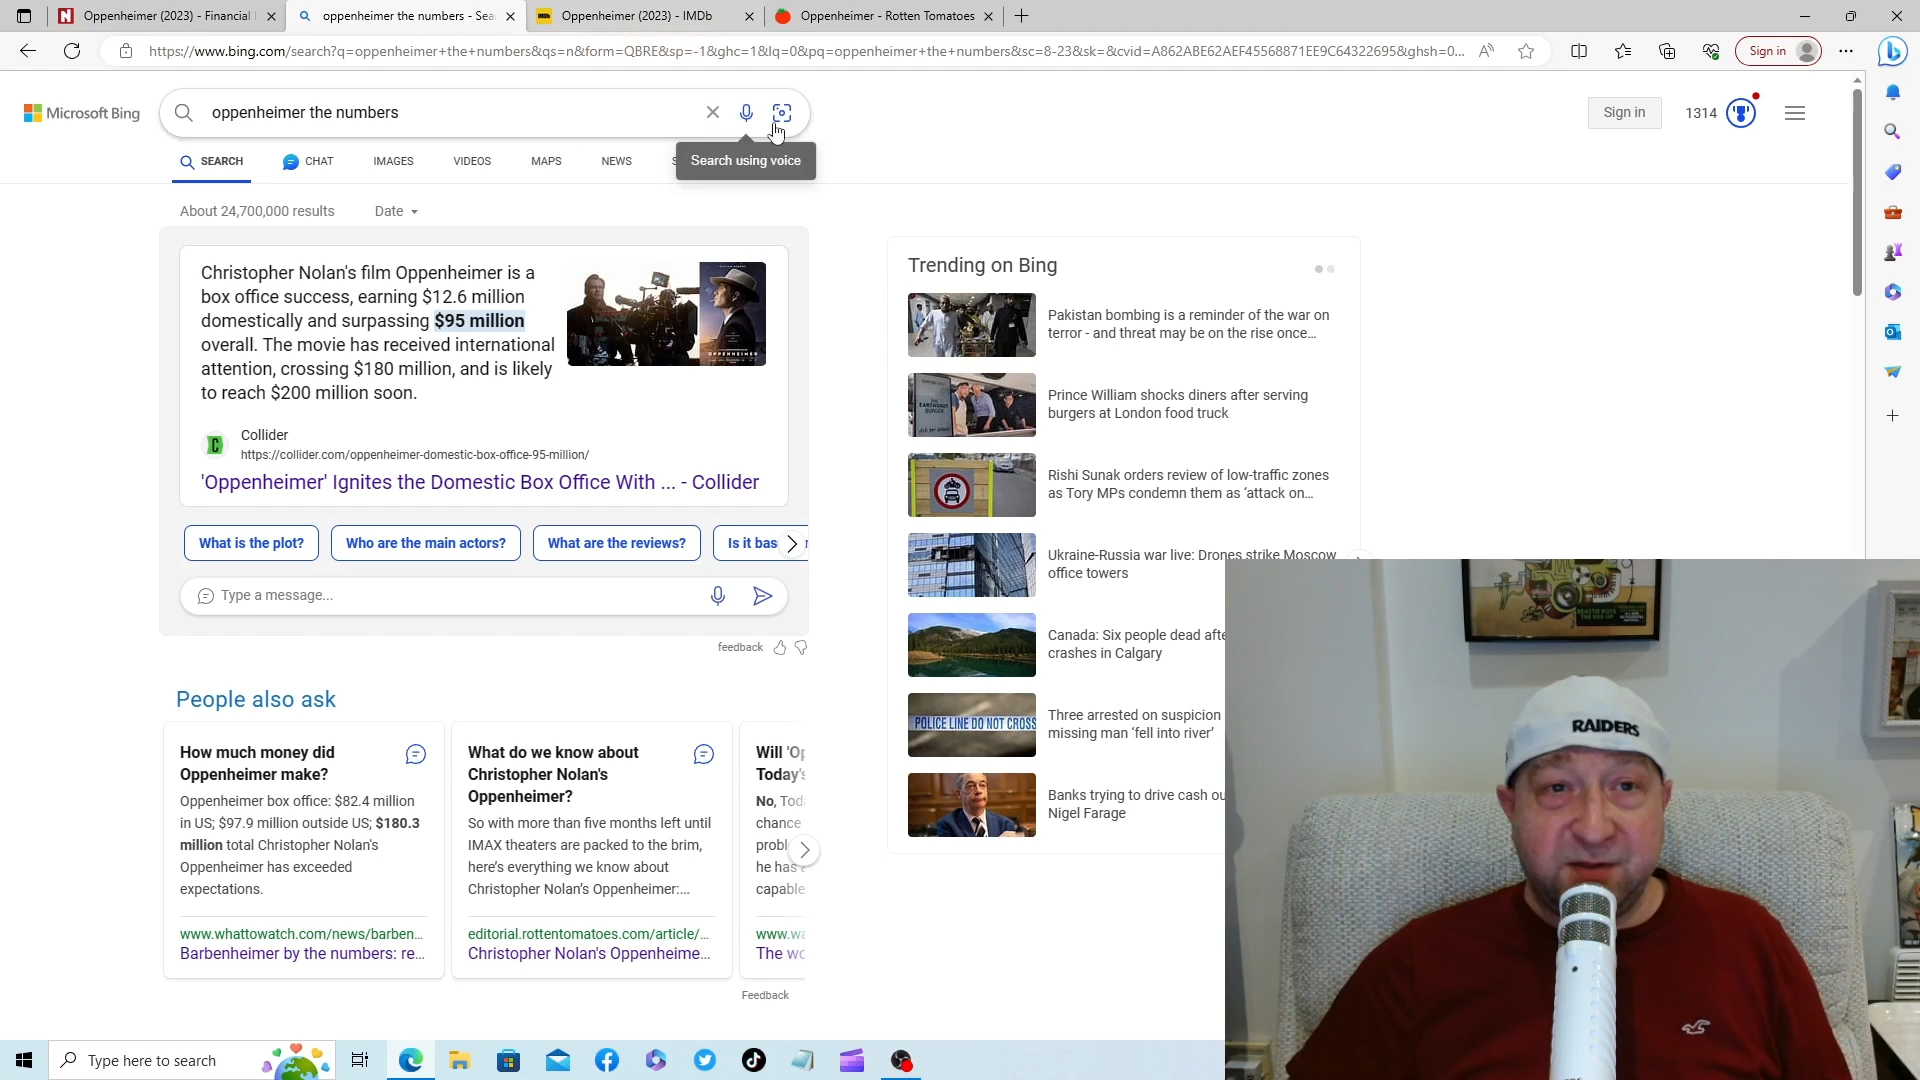 Oppenheimer (2023) - Financial
oppenheimer the numbers - Sea
Oppenheimer (2023) - IMDb
Oppenheimer - Rotten Tomatoes
https://www.bing.com/search?q=oppenheimer+the+numbers&qs=n&form=QBRE&sp=-1&ghc=1&lq=0&pq=oppenheimer+the+numbers&sc=8-23&sk=&cvid=A862ABE62AEF45568871EE9C64322695&ghsh=0...
Sign in
Microsoft Bing
oppenheimer the numbers
Sign in
1314
SEARCH
CHAT
IMAGES
VIDEOS
MAPS
NEWS
S
Search using voice
About 24,700,000 results
Date
Christopher Nolan's film Oppenheimer is a
box office success, earning $12.6 million
domestically and surpassing $95 million
overall. The movie has received international
attention, crossing $180 million, and is likely
to reach $200 million soon.
OPPENHEIMER
Collider
https://collider.com/oppenheimer-domestic-box-office-95-million/
'Oppenheimer' Ignites the Domestic Box Office With ... - Collider
What is the plot?
Who are the main actors?
What are the reviews?
Is it bas
Type a message...
feedback
People also ask
How much money did
Oppenheimer make?
Oppenheimer box office: $82.4 million
in US; $97.9 million outside US; $180.3
million total Christopher Nolan's
Oppenheimer has exceeded
expectations.
www.whattowatch.com/news/barben...
Barbenheimer by the numbers: re...
What do we know about
Christopher Nolan's
Oppenheimer?
So with more than five months left until
IMAX theaters are packed to the brim,
here's everything we know about
Christopher Nolan's Oppenheimer:...
editorial.rottentomatoes.com/article/...
Christopher Nolan's Oppenheime...
Will 'Op
Today's
No, Tod
chance
probl
he has
capable
www.wa
The wo
Feedback
Trending on Bing
Pakistan bombing is a reminder of the war on
terror - and threat may be on the rise once...
Prince William shocks diners after serving
burgers at London food truck
Rishi Sunak orders review of low-traffic zones
as Tory MPs condemn them as 'attack on...
Ukraine-Russia war live: Drones strike Moscow
office towers
Canada: Six people dead afte
crashes in Calgary
POLICE LINE DO NOT CROSS
Three arrested on suspicion
missing man 'fell into river'
Banks trying to drive cash ou
Nigel Farage
RAIDERS
Type here to search